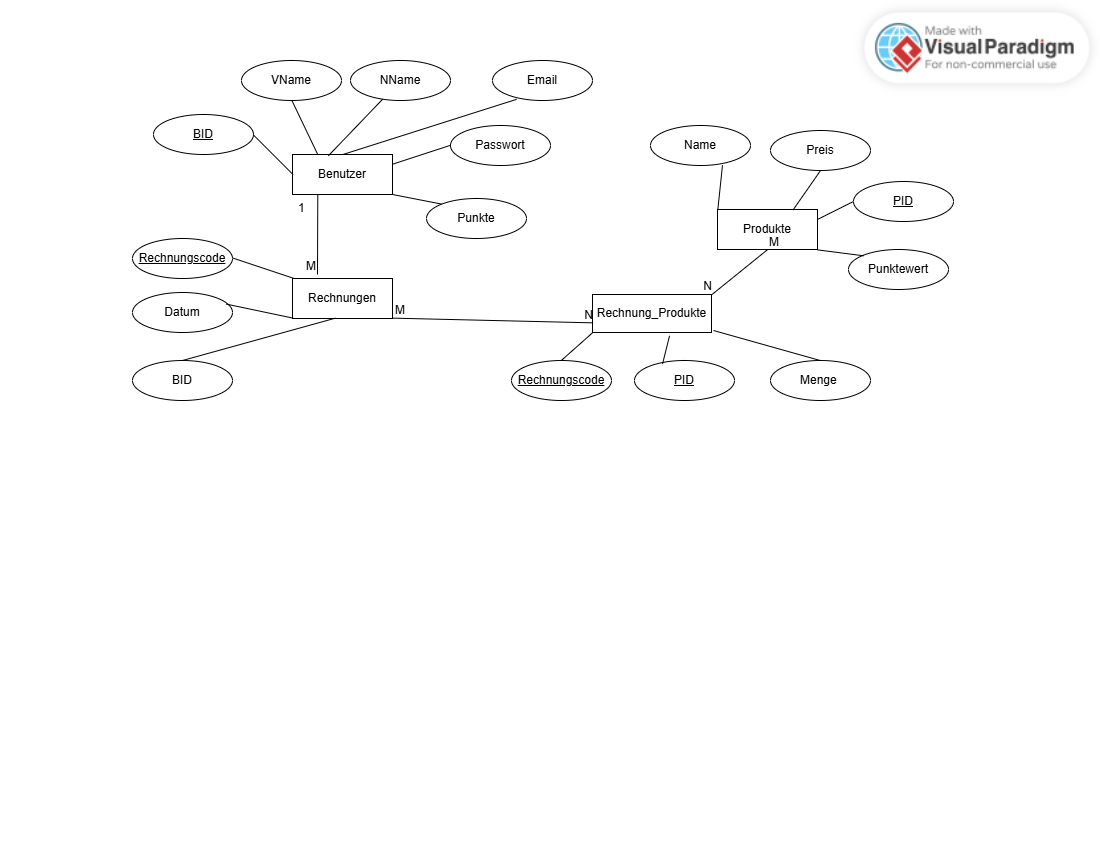 Made with
Visual Paradigm
For non-commercial use
VName
NName
Email
BID
Passwort
Benutzer
Punkte
1
M
Name
Preis
PID
Produkte
M
Punktewert
Rechnungscode
Datum
BID
Rechnungen
M
N
N
Rechnung_Produkte
Rechnungscode
PID
Menge